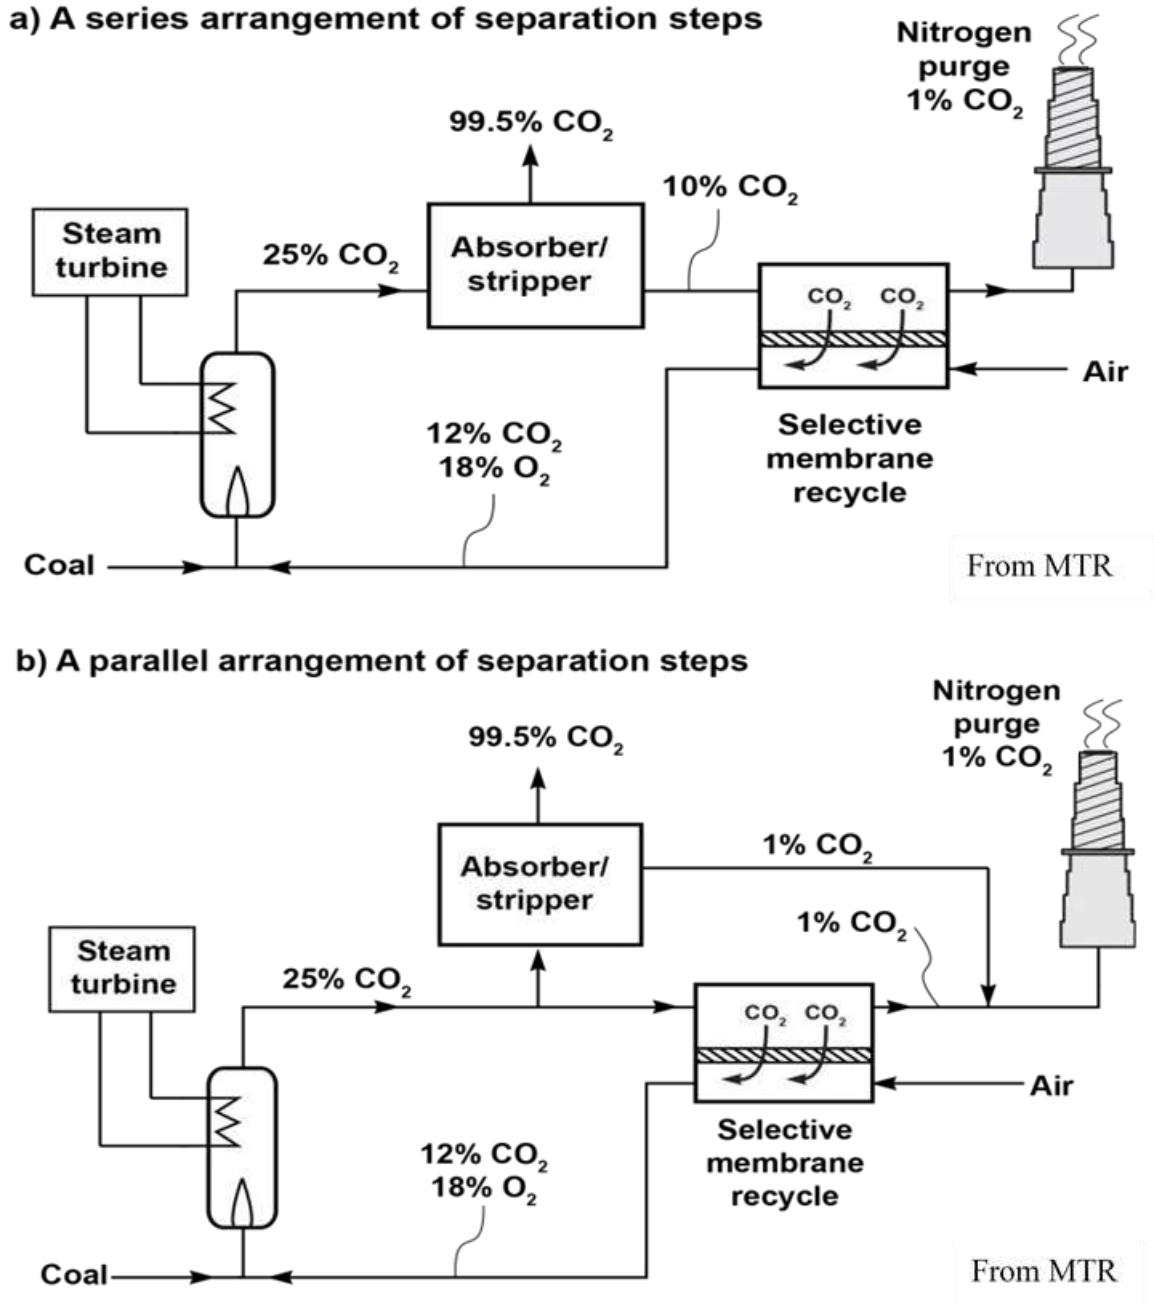 a) A series arrangement of separation steps
Nitrogen
purge
1% CO₂
99.5% CO₂
10% CO₂
Steam
turbine
25% CO₂
Absorber/
stripper
CO₂ CO₂
Air
12% CO₂
18% O₂
Selective
membrane
recycle
Coal
From MTR
b) A parallel arrangement of separation steps
Nitrogen
purge
1% CO₂
99.5% CO₂
1% CO₂
Absorber/
stripper
1% CO₂
Steam
turbine
25% CO₂
CO₂ CO₂
Air
Selective
membrane
recycle
12% CO₂
18% O₂
Coal
From MTR